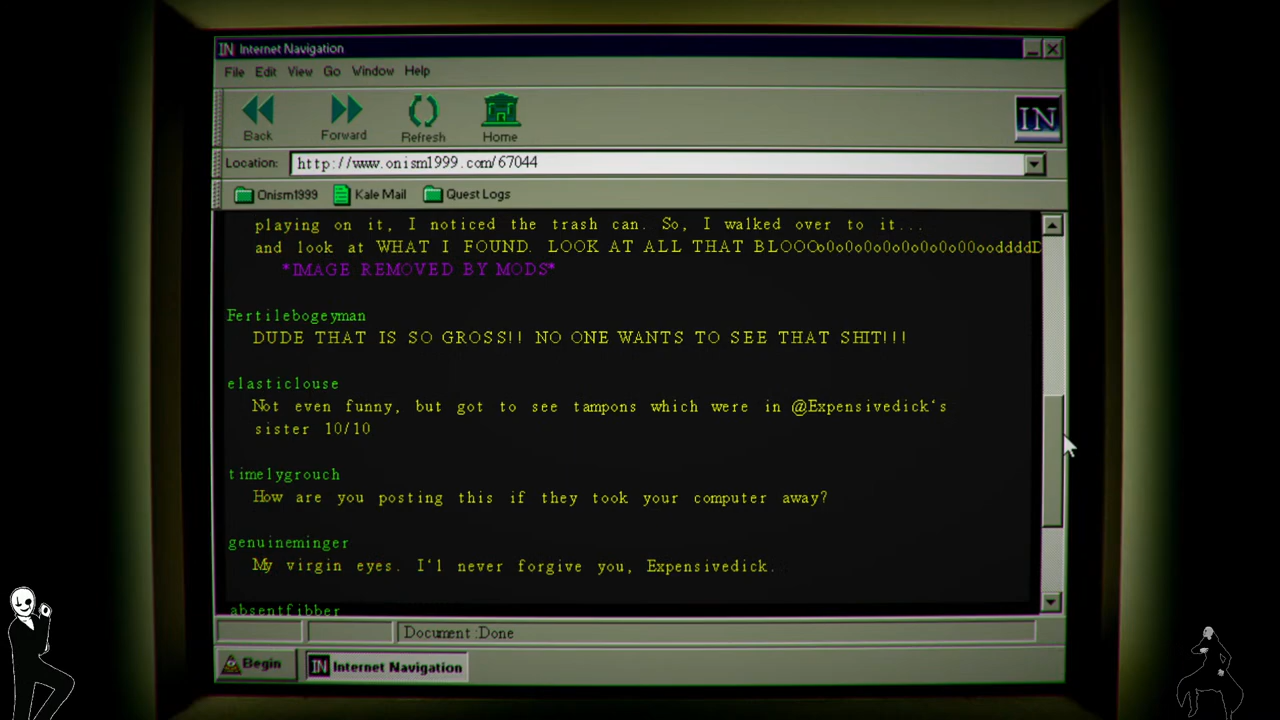 IN Internet Navigation
File Edit View Go Window Help
Back Forward Refresh Home
IN
Location: http://www.onism1999.com/67044
Onism1999 Kale Mail Quest Logs
playing on it, I noticed the trash can. So, I walked over to it...
and look at WHAT I FOUND. LOOK AT ALL THAT BLOOOo0o0o0o0o0o0o00ooddddD
*IMAGE REMOVED BY MODS*
Fertilebogeyman
DUDE THAT IS SO GROSS!! NO ONE WANTS TO SEE THAT SHIT!!!
elasticlouse
Not even funny, but got to see tampons which were in @Expensivedick's
sister 10/10
timelygrouch
How are you posting this if they took your computer away?
genuineminger
My virgin eyes. I'l never forgive you, Expensivedick.
absentfibber
Document :Done
Begin IN Internet Navigation